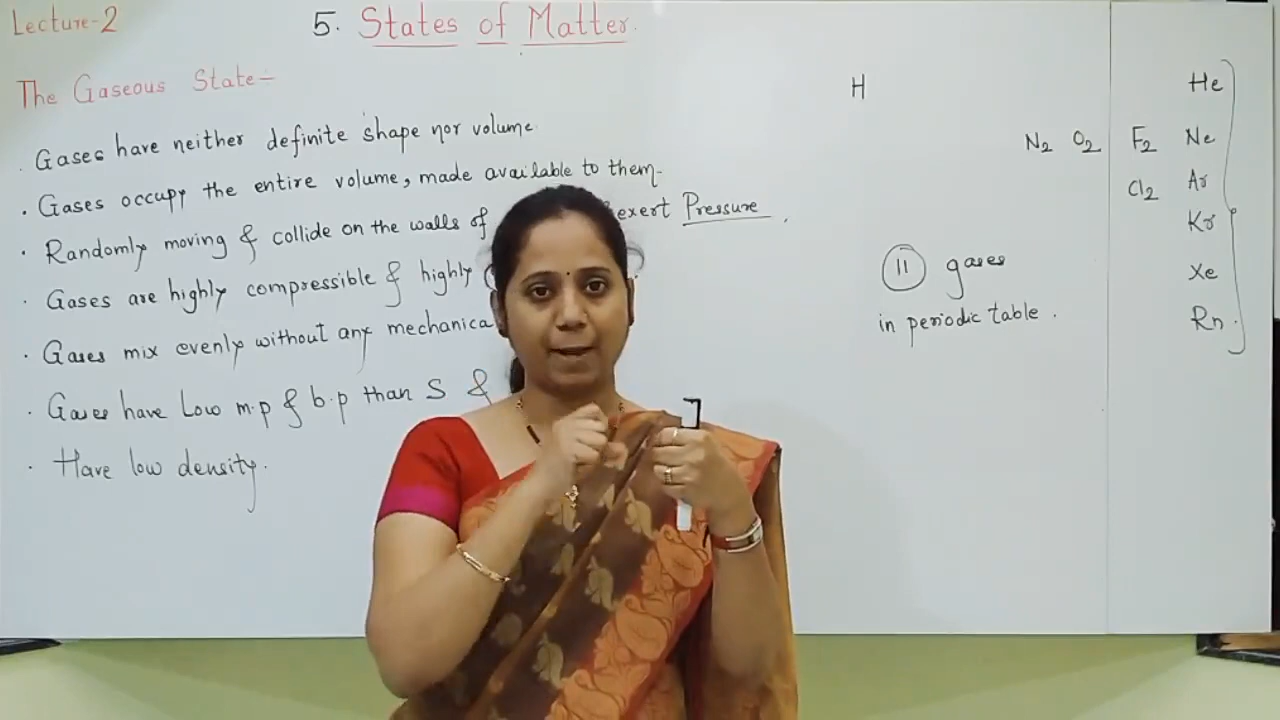 Lecture-2
5. States of Matter.
The Gaseous State:-
. Gases have neither definite shape nor volume.
. Gases occupy the entire volume, made available to them.
. Randomly moving & collide on the walls of exert Pressure.
. Gases are highly compressible & highly
. Gases mix evenly without any mechanica
. Gases have Low m.p & b.p than S &
. Have low density.
H He
N2 O2 F2 Ne
Cl2 Ar
Kr
11 gases Xe
in periodic table. Rn.